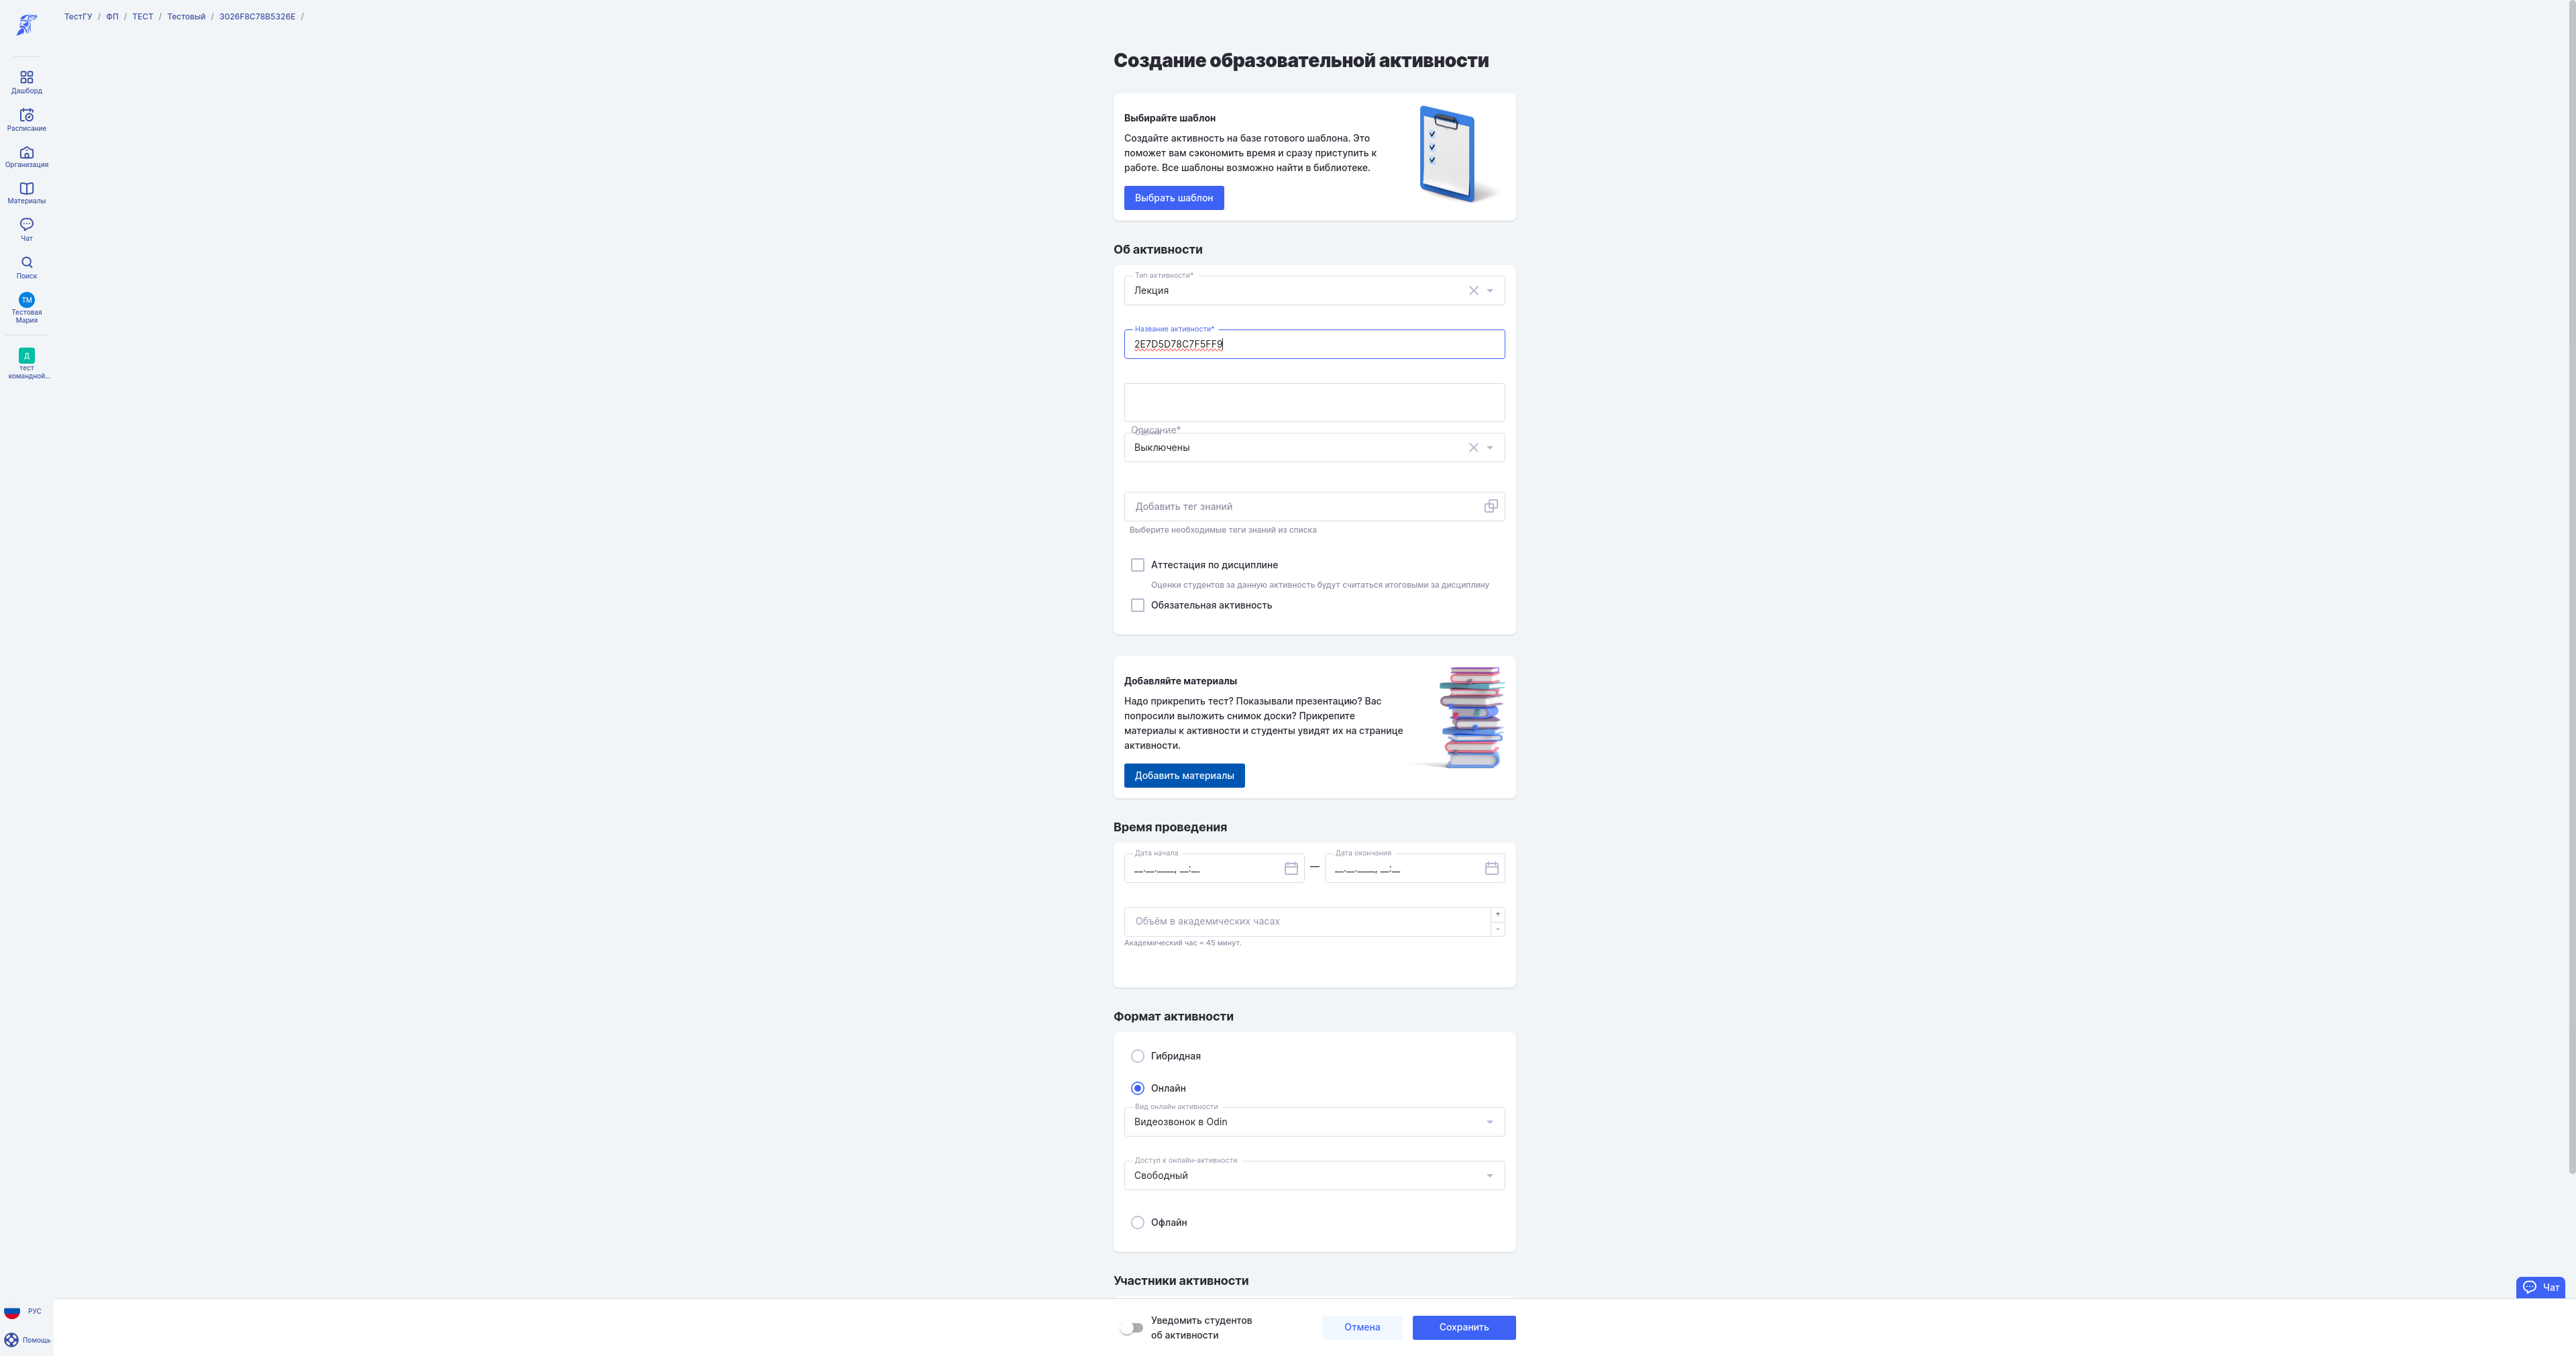 ТестГУ / ФП / ТЕСТ / Тестовый / 3026F8C78B5326E /
Дашборд
Расписание
Организация
Материалы
Чат
Поиск
ТМ
Тестовая
Мария
Д
тест
командной...
РУС
Помощь
Создание образовательной активности
Выбирайте шаблон
Создайте активность на базе готового шаблона. Это
поможет вам сэкономить время и сразу приступить к
работе. Все шаблоны возможно найти в библиотеке.
Выбрать шаблон
Об активности
Тип активности*
Лекция
Название активности*
2E7D5D78C7F5FF9
Описание*
Оценки
Выключены
Добавить тег знаний
Выберите необходимые теги знаний из списка
Аттестация по дисциплине
Оценки студентов за данную активность будут считаться итоговыми за дисциплину
Обязательная активность
Добавляйте материалы
Надо прикрепить тест? Показывали презентацию? Вас
попросили выложить снимок доски? Прикрепите
материалы к активности и студенты увидят их на странице
активности.
Добавить материалы
Время проведения
Дата начала
__.__.____, __:__
—
Дата окончания
__.__.____, __:__
Объём в академических часах
+
-
Академический час = 45 минут.
Формат активности
Гибридная
Онлайн
Вид онлайн активности
Видеозвонок в Odin
Доступ к онлайн-активности
Свободный
Офлайн
Участники активности
Уведомить студентов
об активности
Отмена
Сохранить
Чат